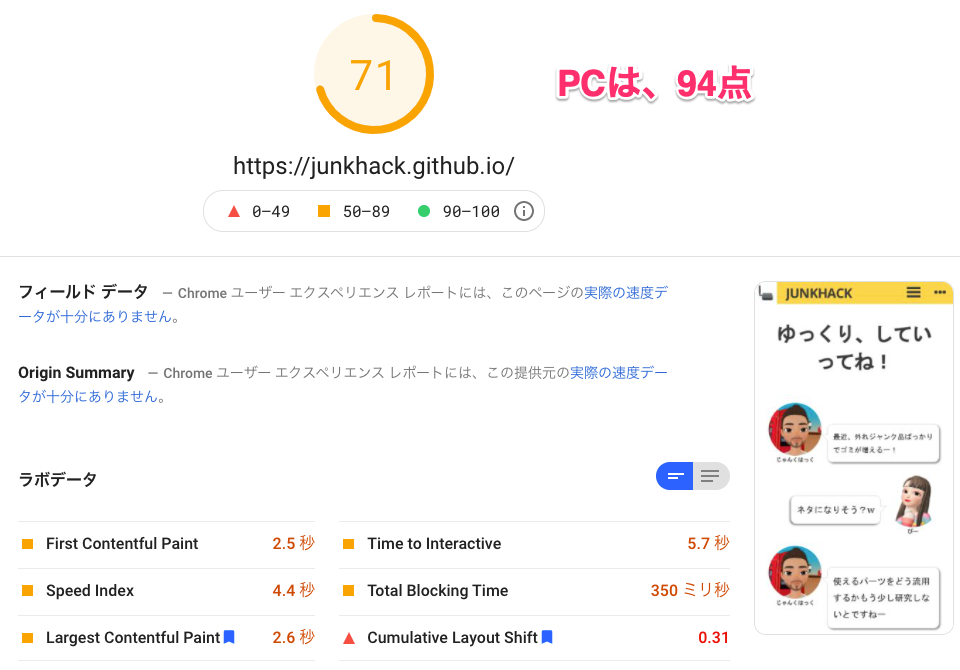 71
PCは、94点
https://junkhack.github.io/
0–49
50–89
90–100
フィールド データ — Chrome ユーザー エクスペリエンス レポートには、このページの実際の速度デ
ータが十分にありません。
Origin Summary — Chrome ユーザー エクスペリエンス レポートには、この提供元の実際の速度デー
タが十分にありません。
ラボデータ
First Contentful Paint 2.5 秒
Time to Interactive 5.7 秒
Speed Index 4.4 秒
Total Blocking Time 350 ミリ秒
Largest Contentful Paint 2.6 秒
Cumulative Layout Shift 0.31
JUNKHACK
ゆっくり、してい
ってね！
最近、外れジャンク品ばっかり
でゴミが増えるー！
じゃんくはっく
ネタになりそう？w
ぴー
使えるパーツをどう流用
するかもう少し研究しな
いとですねー
じゃんくはっく